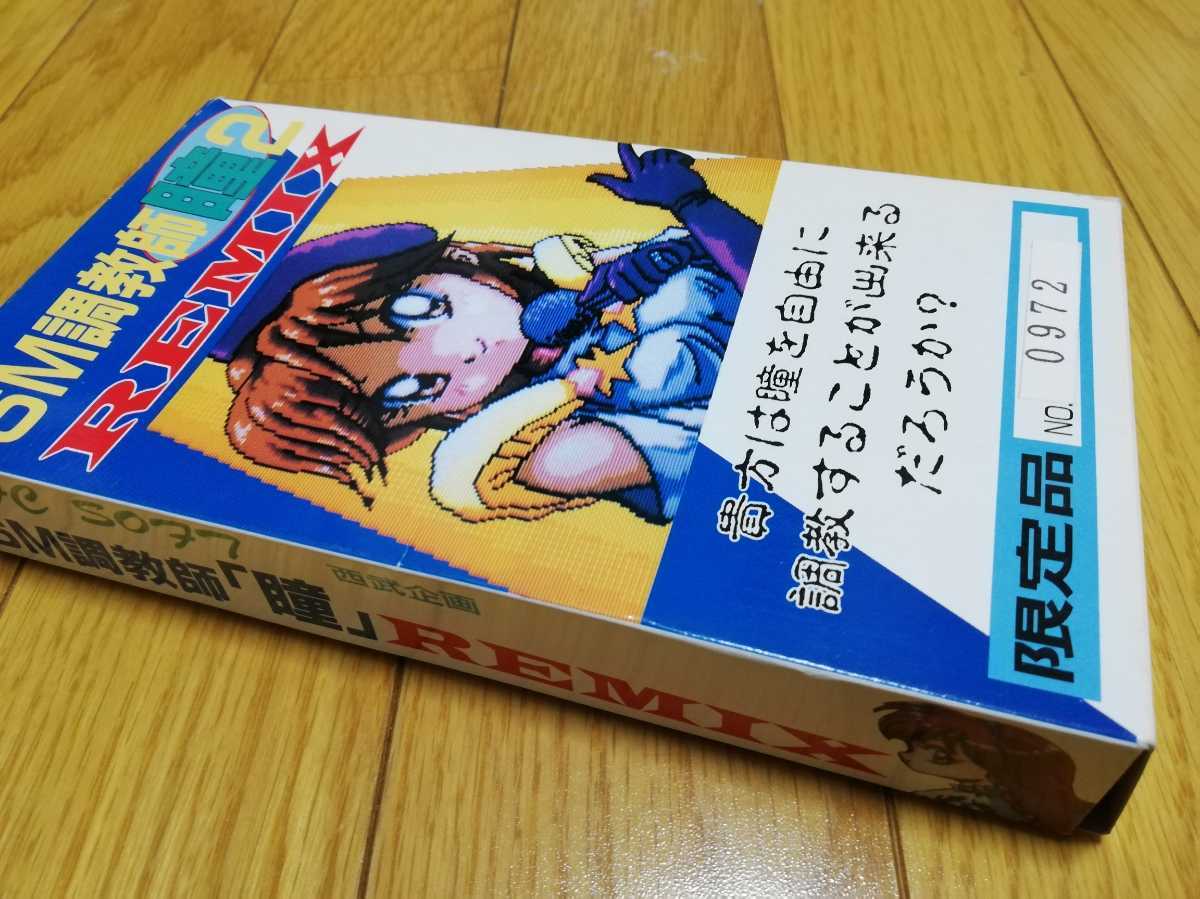 SM調教師瞳2
REMIX
貴方は瞳を自由に
調教することが出来る
だろうか?
限定品 NO. 0972
SM調教師「瞳」REMIX
西武企画